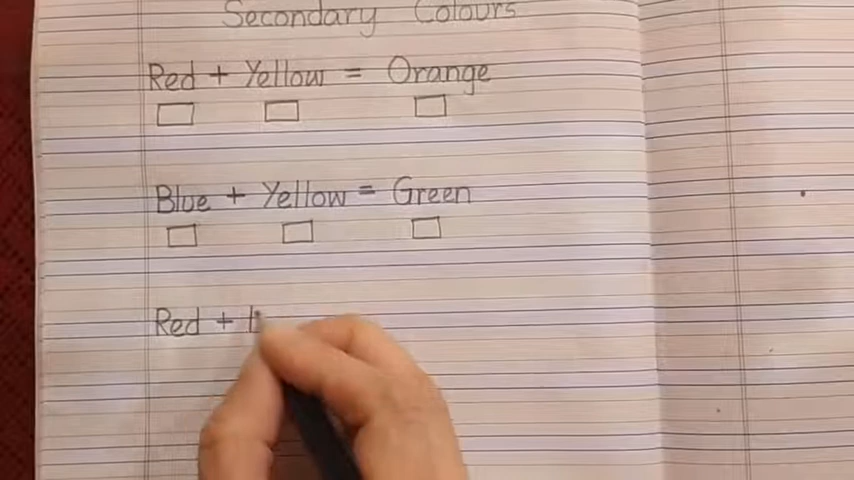 Secondary Colours
Red + Yellow = Orange
Blue + Yellow = Green
Red +